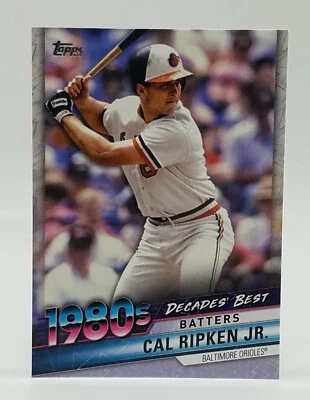 Topps
1980s
DECADES' BEST
BATTERS
CAL RIPKEN JR.
BALTIMORE ORIOLES®